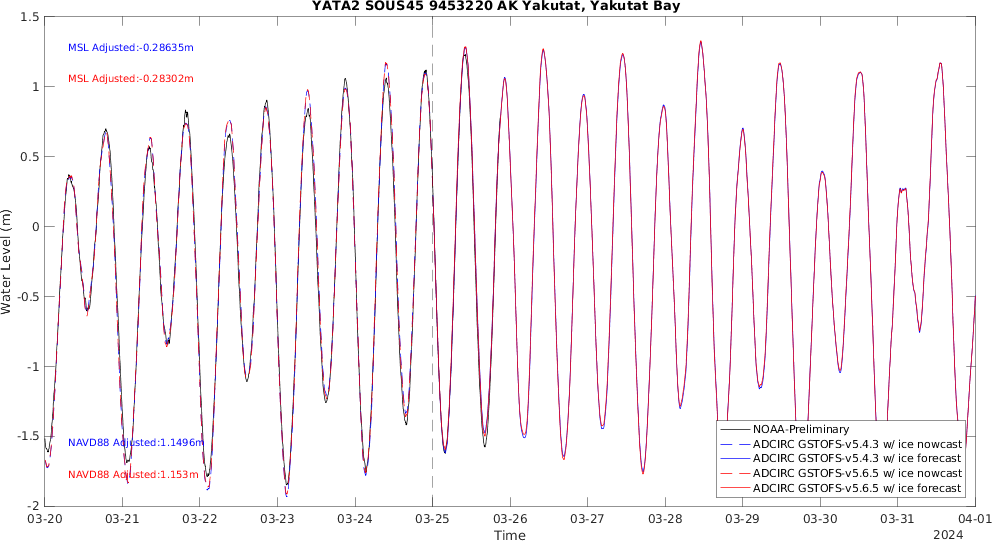 YATA2 SOUS45 9453220 AK Yakutat, Yakutat Bay
1.5
MSL Adjusted:-0.28635m
MSL Adjusted:-0.28302m
1
0.5
0
-0.5
-1
-1.5
-2
Water Level (m)
NAVD88 Adjusted:1.1496m
NAVD88 Adjusted:1.153m
NOAA-Preliminary
ADCIRC GSTOFS-v5.4.3 w/ ice nowcast
ADCIRC GSTOFS-v5.4.3 w/ ice forecast
ADCIRC GSTOFS-v5.6.5 w/ ice nowcast
ADCIRC GSTOFS-v5.6.5 w/ ice forecast
03-20 03-21 03-22 03-23 03-24 03-25 03-26 03-27 03-28 03-29 03-30 03-31 04-01
Time
2024